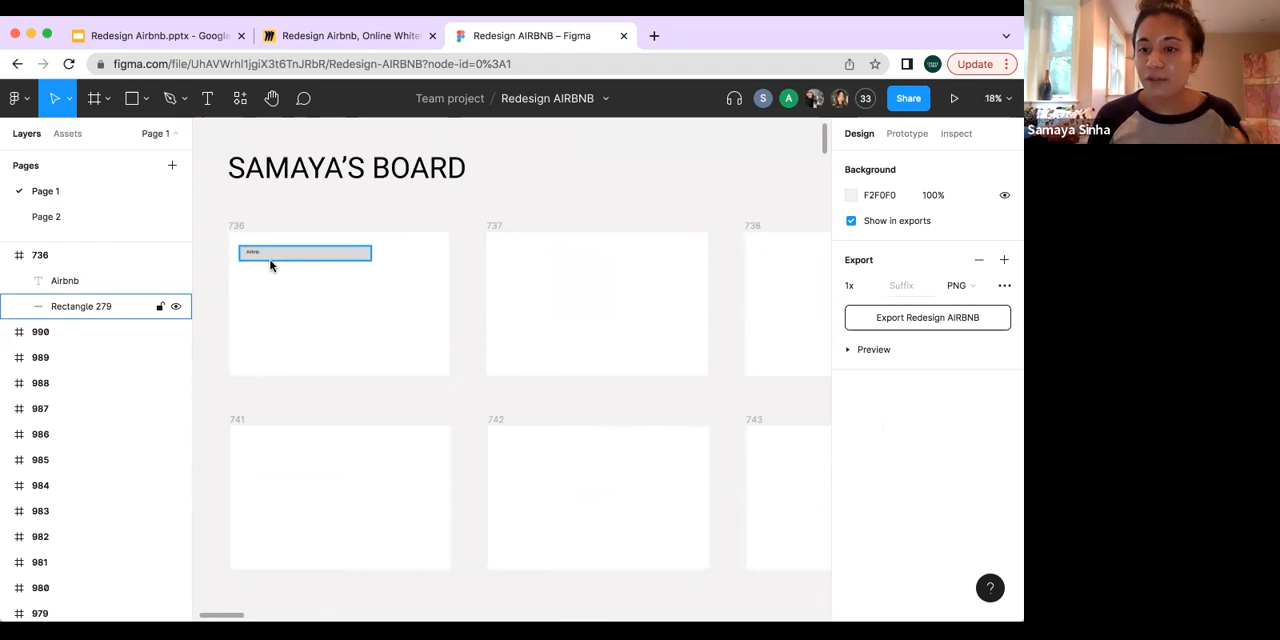 Redesign Airbnb.pptx - Google
Redesign Airbnb, Online White
Redesign AIRBNB – Figma
figma.com/file/UhAVWrhl1jgiX3t6TnJRbR/Redesign-AIRBNB?node-id=0%3A1
Update
Team project / Redesign AIRBNB
S
A
33
Share
18%
Samaya Sinha
Layers
Assets
Page 1
Design
Prototype
Inspect
Pages
Page 1
Page 2
736
Airbnb
Rectangle 279
990
989
988
987
986
985
984
983
982
981
980
979
SAMAYA'S BOARD
736
737
738
Airbnb
741
742
743
Background
F2F0F0
100%
Show in exports
Export
1x
Suffix
PNG
Export Redesign AIRBNB
Preview
?